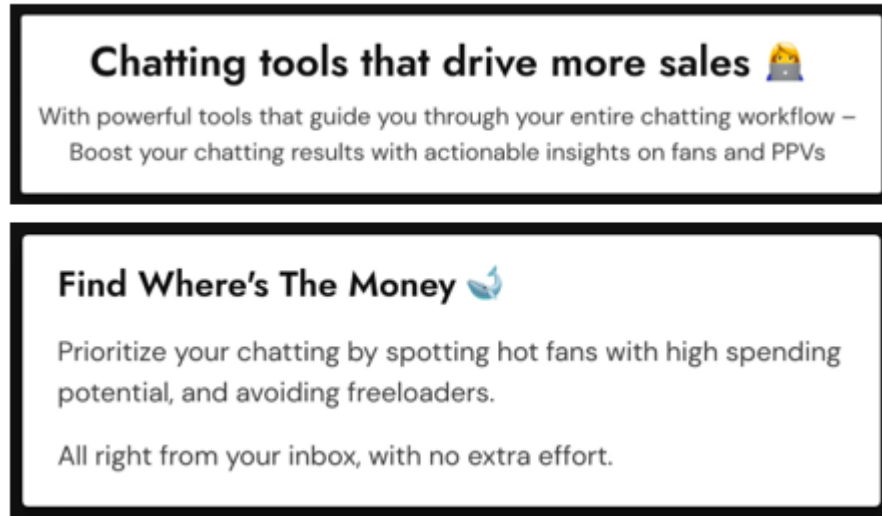 Chatting tools that drive more sales 👩‍💻
With powerful tools that guide you through your entire chatting workflow –
Boost your chatting results with actionable insights on fans and PPVs
Find Where's The Money 🐋
Prioritize your chatting by spotting hot fans with high spending
potential, and avoiding freeloaders.
All right from your inbox, with no extra effort.